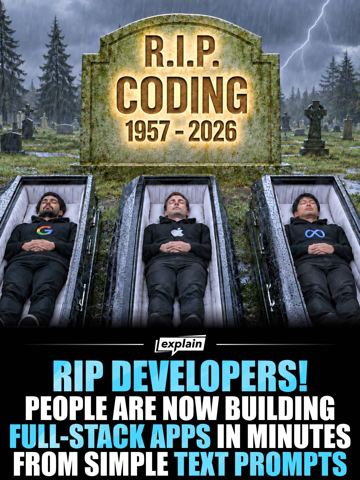 R.I.P.
CODING
1957 - 2026
explain
RIP DEVELOPERS!
PEOPLE ARE NOW BUILDING
FULL-STACK APPS IN MINUTES
FROM SIMPLE TEXT PROMPTS